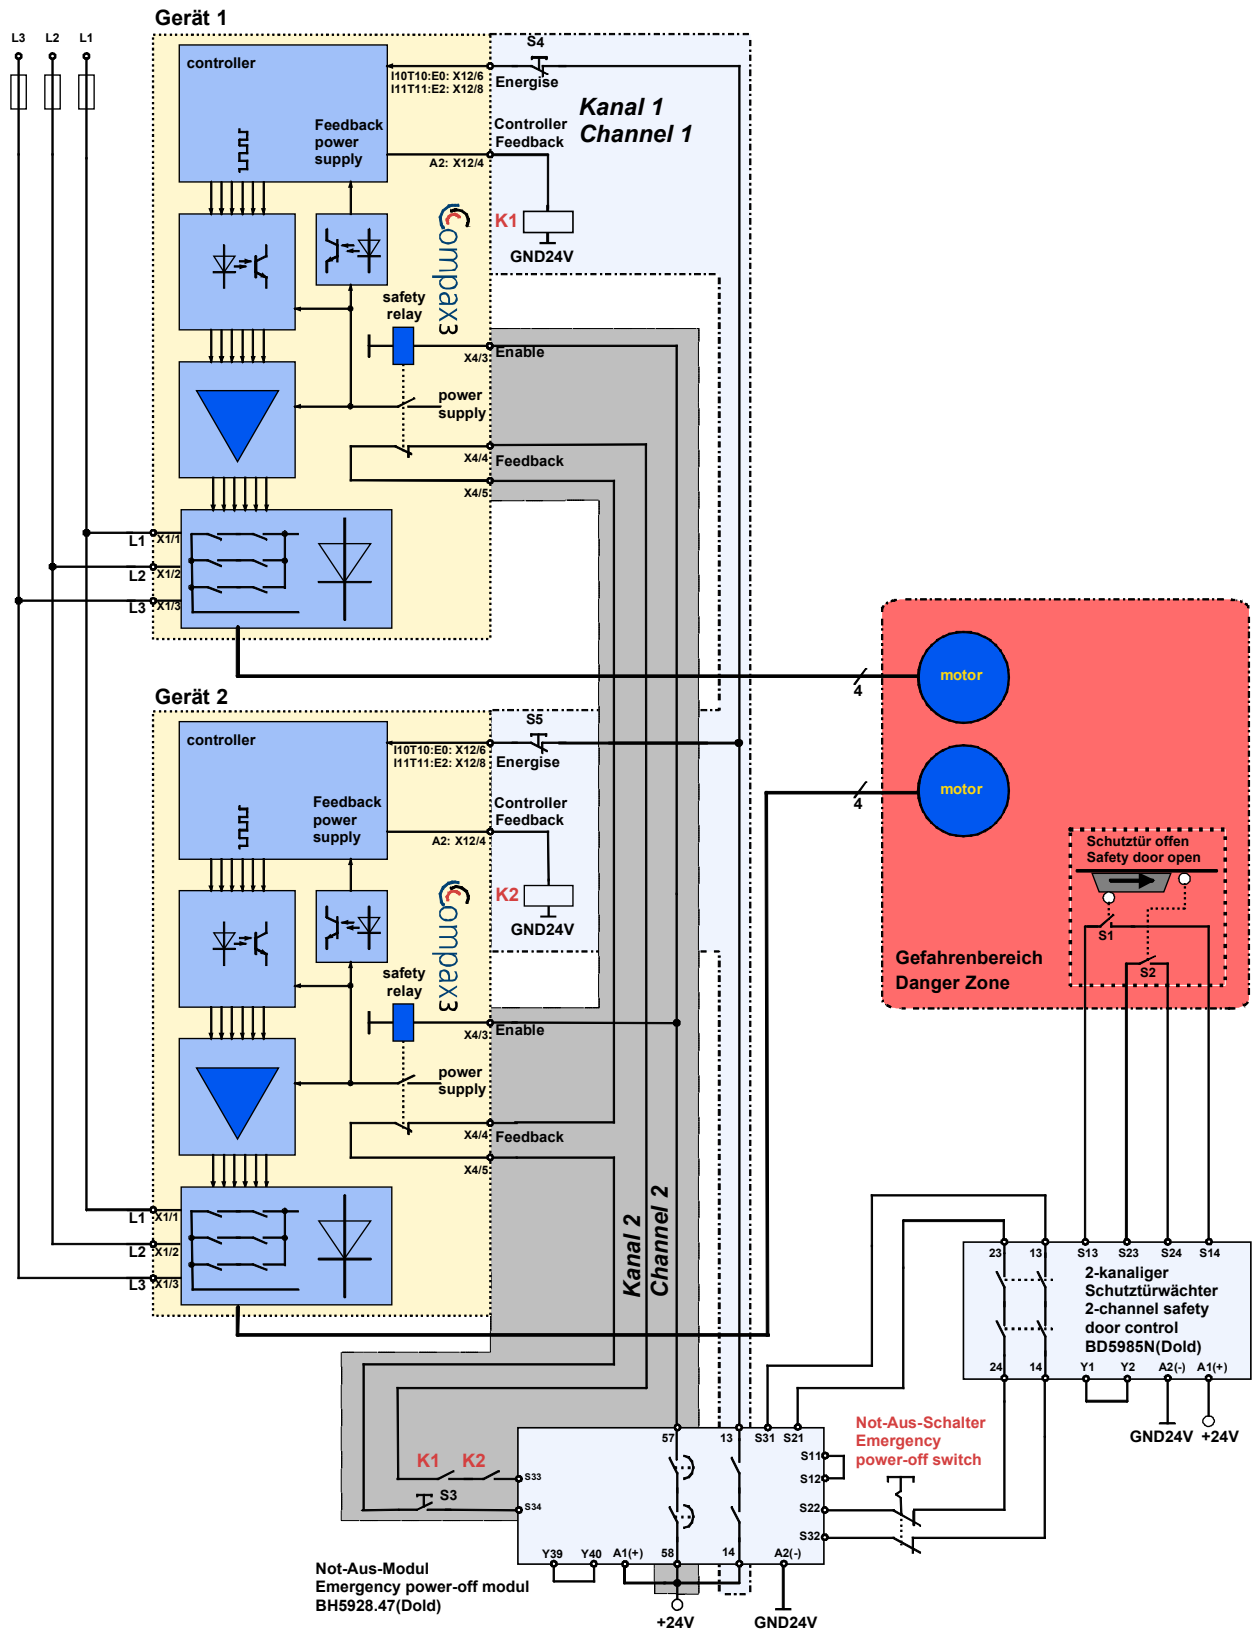 Gerät 1
L3
L2
L1
controller
Feedback
power
supply
I10T10:E0: X12/6
I11T11:E2: X12/8
S4
Energise
Kanal 1
Channel 1
Controller
Feedback
A2: X12/4
K1
GND24V
Compax3
safety
relay
X4/3
Enable
power
supply
X4/4
Feedback
X4/5
L1
X1/1
L2
X1/2
L3
X1/3
4
motor
Gerät 2
controller
Feedback
power
supply
I10T10:E0: X12/6
I11T11:E2: X12/8
S5
Energise
Controller
Feedback
A2: X12/4
K2
GND24V
4
motor
Schutztür offen
Safety door open
S1
S2
Gefahrenbereich
Danger Zone
Compax3
safety
relay
X4/3
Enable
power
supply
X4/4
Feedback
X4/5
L1
X1/1
L2
X1/2
L3
X1/3
Kanal 2
Channel 2
23
13
S13
S23
S24
S14
2-kanaliger
Schutztürwächter
2-channel safety
door control
BD5985N(Dold)
24
14
Y1
Y2
A2(-)
A1(+)
GND24V
+24V
Not-Aus-Schalter
Emergency
power-off switch
57
13
S31
S21
S11
S12
S22
S32
K1
K2
S33
S3
S34
Y39
Y40
A1(+)
58
14
A2(-)
Not-Aus-Modul
Emergency power-off modul
BH5928.47(Dold)
+24V
GND24V